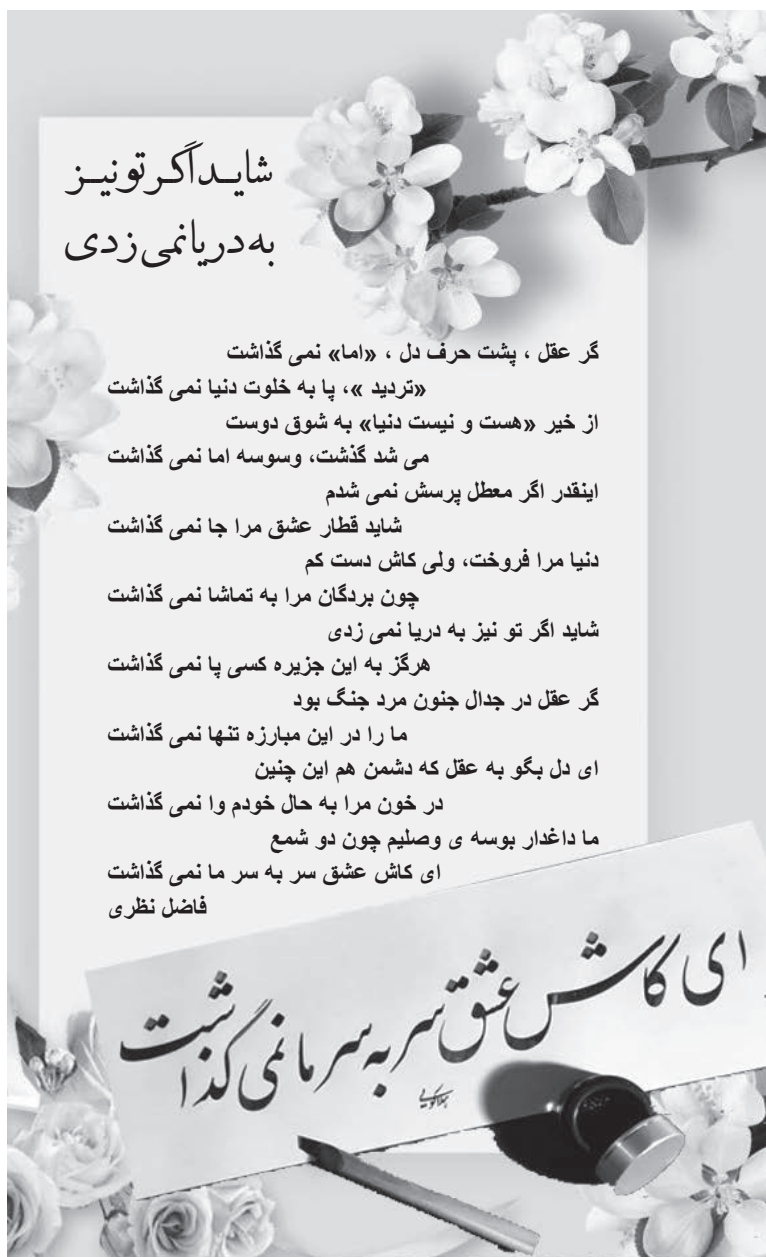 شایـداگـر تو نیـز
به دریا نمی زدی
گر عقل ، پشت حرف دل ، «اما» نمی گذاشت
«تردید »، پا به خلوت دنیا نمی گذاشت
از خیر «هست و نیست دنیا» به شوق دوست
می شد گذشت، وسوسه اما نمی گذاشت
اینقدر اگر معطل پرسش نمی شدم
شاید قطار عشق مرا جا نمی گذاشت
دنیا مرا فروخت، ولی کاش دست کم
چون بردگان مرا به تماشا نمی گذاشت
شاید اگر تو نیز به دریا نمی زدی
هرگز به این جزیره کسی پا نمی گذاشت
گر عقل در جدال جنون مرد جنگ بود
ما را در این مبارزه تنها نمی گذاشت
ای دل بگو به عقل که دشمن هم این چنین
در خون مرا به حال خودم وا نمی گذاشت
ما داغدار بوسه ی وصلیم چون دو شمع
ای کاش عشق سر به سر ما نمی گذاشت
فاضل نظری
ای کاش عشق سر به سر ما نمی گذاشت